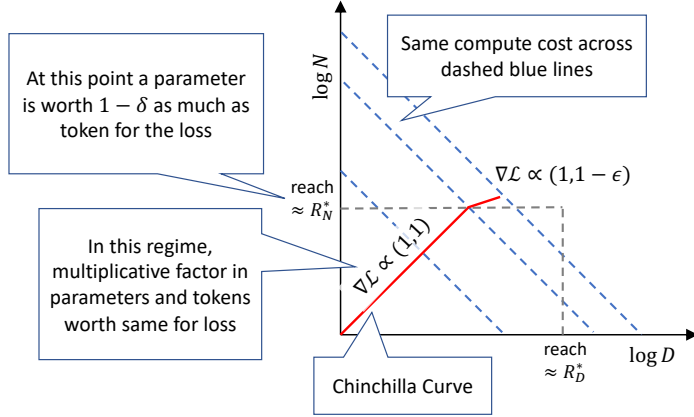 At this point a parameter
is worth 1 − δ as much as
token for the loss
log N
Same compute cost across
dashed blue lines
reach
≈ R*_N
∇ℒ ∝ (1,1 − ϵ)
In this regime,
multiplicative factor in
parameters and tokens
worth same for loss
∇ℒ ∝ (1,1)
Chinchilla Curve
reach
≈ R*_D
log D